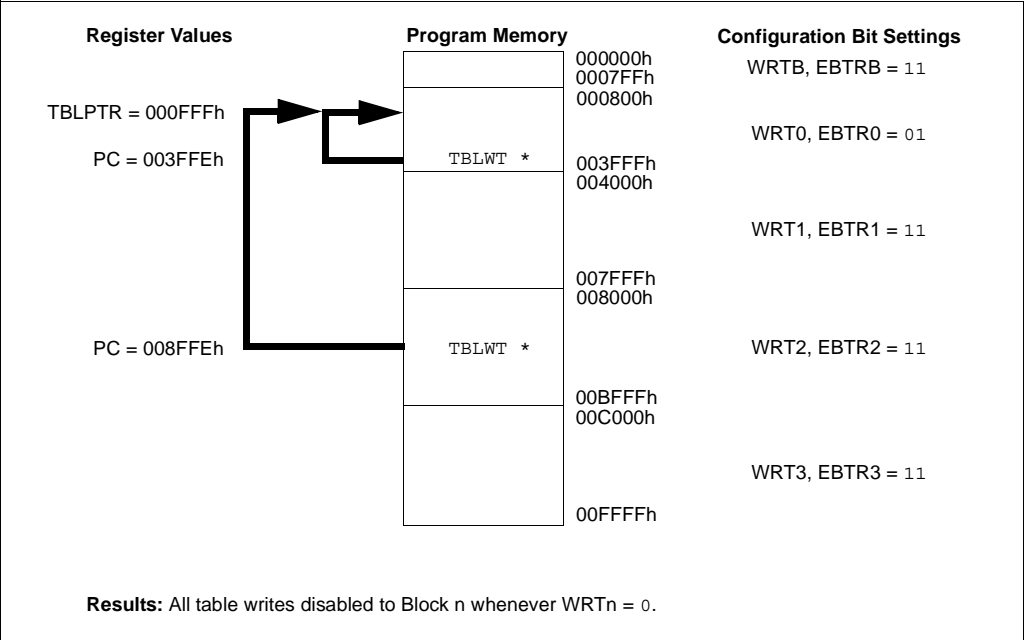 Register Values
Program Memory
Configuration Bit Settings
000000h
WRTB, EBTRB = 11
0007FFh
000800h
TBLPTR = 000FFFh
WRT0, EBTR0 = 01
PC = 003FFEh
TBLWT *
003FFFh
004000h
WRT1, EBTR1 = 11
007FFFh
008000h
PC = 008FFEh
TBLWT *
WRT2, EBTR2 = 11
00BFFFh
00C000h
WRT3, EBTR3 = 11
00FFFFh
Results: All table writes disabled to Block n whenever WRTn = 0.